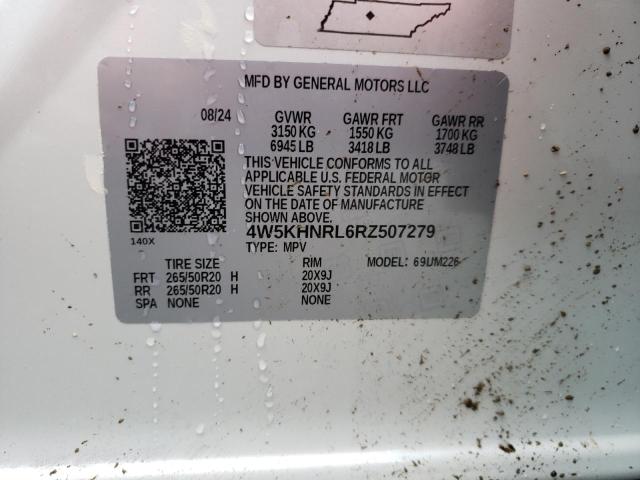 MFD BY GENERAL MOTORS LLC
08/24 GVWR GAWR FRT GAWR RR
3150 KG 1550 KG 1700 KG
6945 LB 3418 LB 3748 LB
THIS VEHICLE CONFORMS TO ALL
APPLICABLE U.S. FEDERAL MOTOR
VEHICLE SAFETY STANDARDS IN EFFECT
ON THE DATE OF MANUFACTURE
SHOWN ABOVE.
4W5KHNRL6RZ507279
140X
TYPE: MPV
TIRE SIZE RIM MODEL: 69UM226
FRT 265/50R20 H 20X9J
RR 265/50R20 H 20X9J
SPA NONE NONE